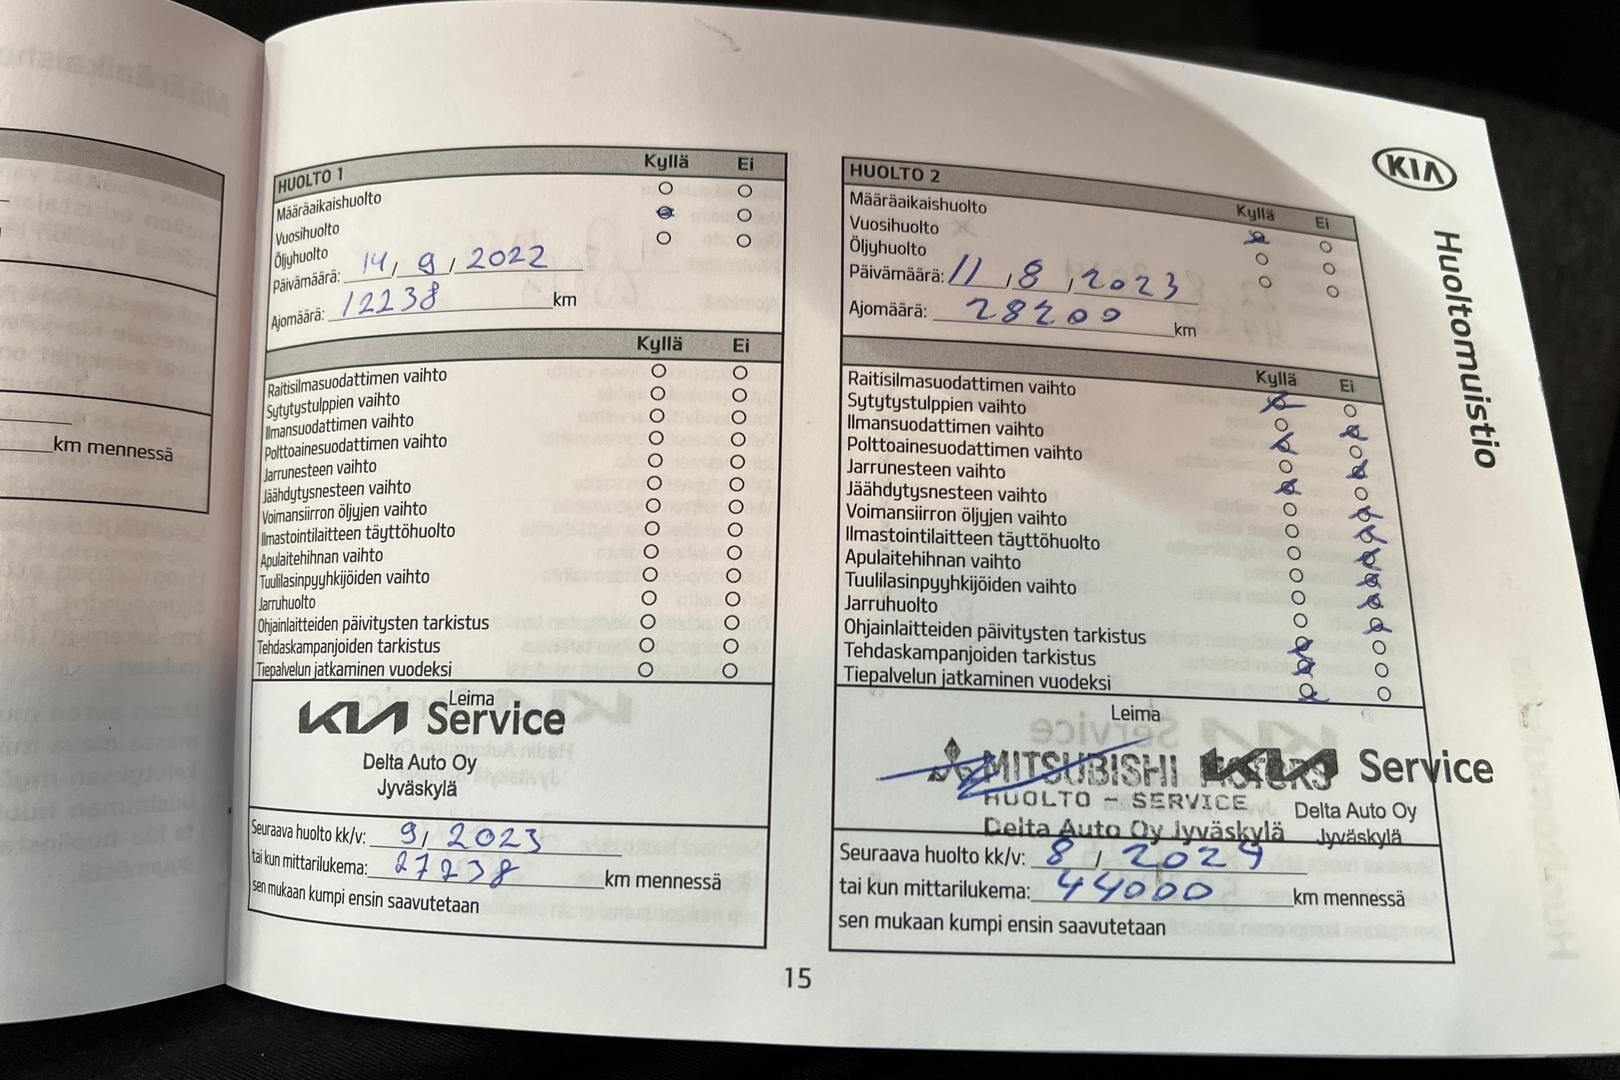 km mennessä
HUOLTO 1 Kyllä Ei
Määräaikaishuolto
Vuosihuolto
Öljyhuolto
Päivämäärä: 14, 9, 2022
Ajomäärä: 12238 km
Kyllä Ei
Raitisilmasuodattimen vaihto
Sytytystulppien vaihto
Ilmansuodattimen vaihto
Polttoainesuodattimen vaihto
Jarrunesteen vaihto
Jäähdytysnesteen vaihto
Voimansiirron öljyjen vaihto
Ilmastointilaitteen täyttöhuolto
Apulaitehihnan vaihto
Tuulilasinpyyhkijöiden vaihto
Jarruhuolto
Ohjainlaitteiden päivitysten tarkistus
Tehdaskampanjoiden tarkistus
Tiepalvelun jatkaminen vuodeksi
Leima
KIA Service
Delta Auto Oy
Jyväskylä
Seuraava huolto kk/v: 9, 2023
tai kun mittarilukema: 27238 km mennessä
sen mukaan kumpi ensin saavutetaan
HUOLTO 2 Kyllä Ei
Määräaikaishuolto
Vuosihuolto
Öljyhuolto
Päivämäärä: 11, 8, 2023
Ajomäärä: 28200 km
Kyllä Ei
Raitisilmasuodattimen vaihto
Sytytystulppien vaihto
Ilmansuodattimen vaihto
Polttoainesuodattimen vaihto
Jarrunesteen vaihto
Jäähdytysnesteen vaihto
Voimansiirron öljyjen vaihto
Ilmastointilaitteen täyttöhuolto
Apulaitehihnan vaihto
Tuulilasinpyyhkijöiden vaihto
Jarruhuolto
Ohjainlaitteiden päivitysten tarkistus
Tehdaskampanjoiden tarkistus
Tiepalvelun jatkaminen vuodeksi
Leima
MITSUBISHI MOTORS
HUOLTO - SERVICE
Delta Auto Oy Jyväskylä
KIA Service
Delta Auto Oy
Jyväskylä
Seuraava huolto kk/v: 8, 2024
tai kun mittarilukema: 44000 km mennessä
sen mukaan kumpi ensin saavutetaan
KIA
Huoltomuistio
15